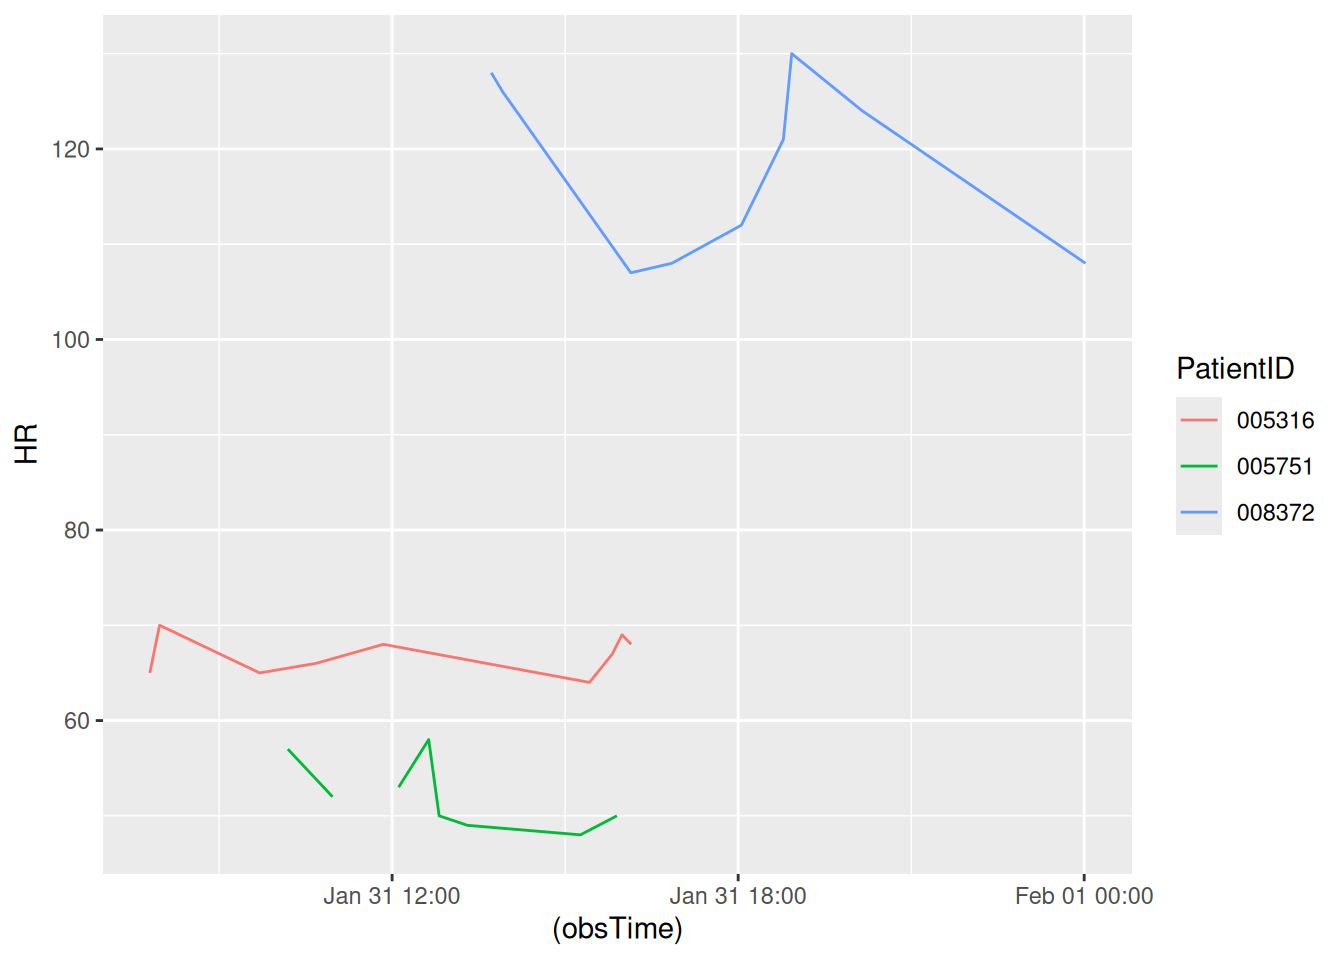 120
100
80
60
HR
Jan 31 12:00
Jan 31 18:00
Feb 01 00:00
(obsTime)
PatientID
005316
005751
008372